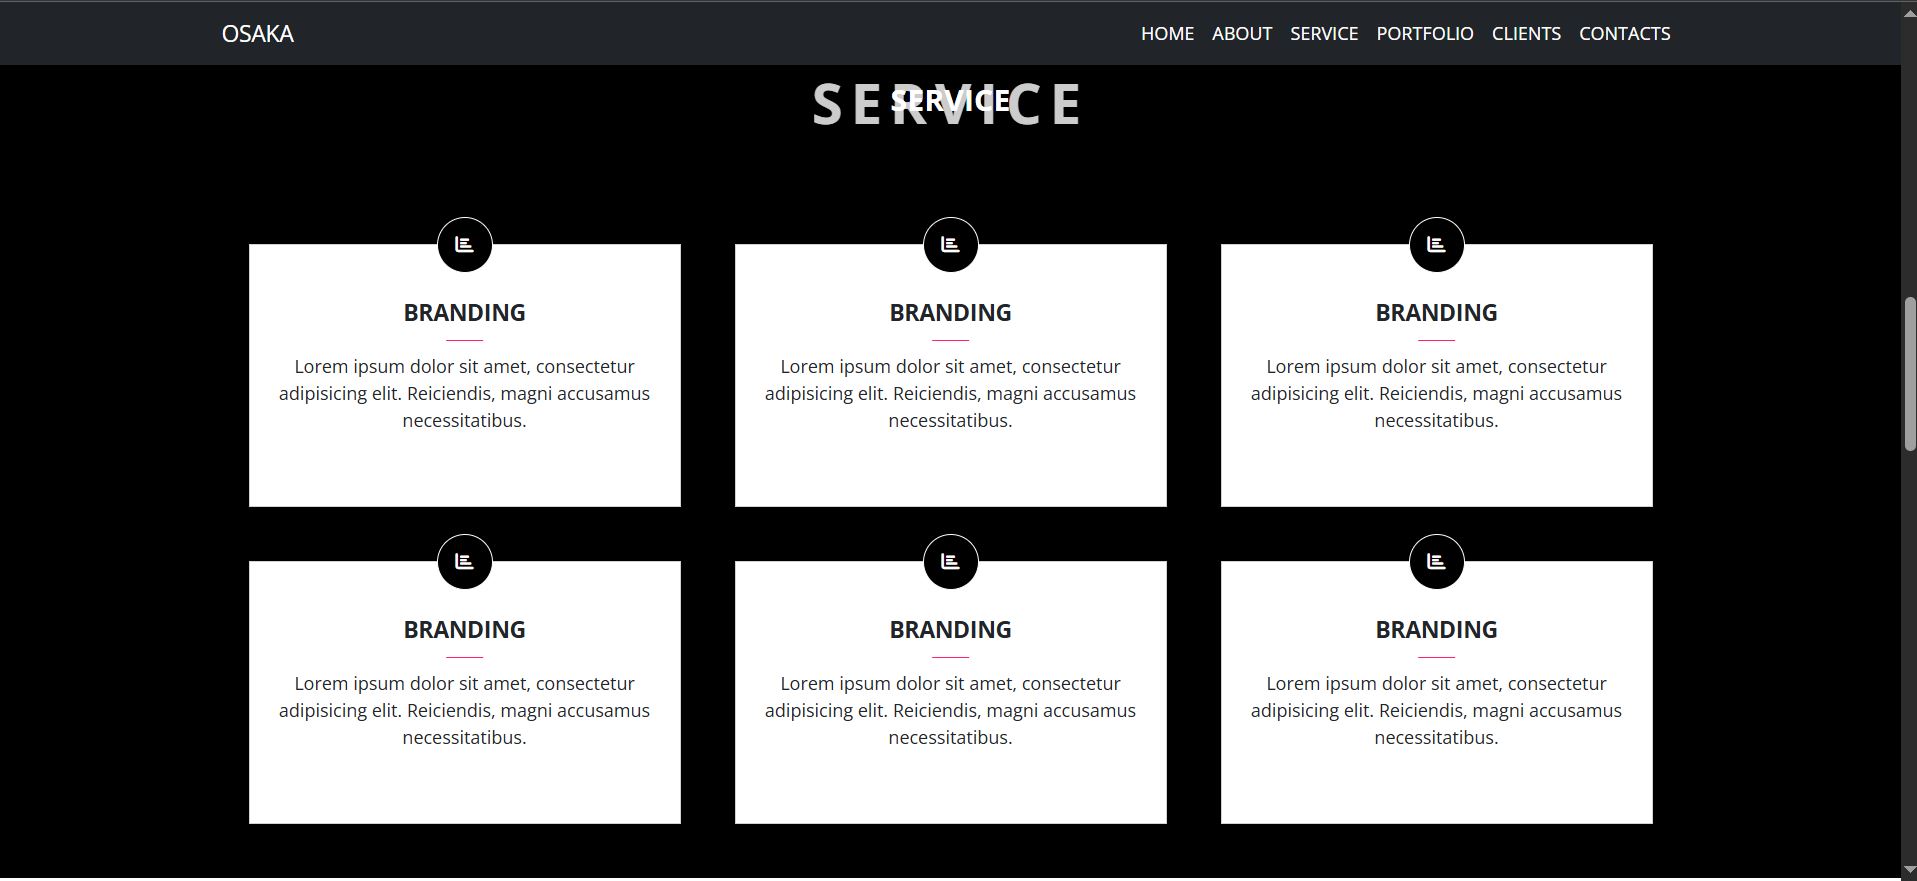 OSAKA
HOME ABOUT SERVICE PORTFOLIO CLIENTS CONTACTS
SERVICE
SERVICE
BRANDING
Lorem ipsum dolor sit amet, consectetur
adipisicing elit. Reiciendis, magni accusamus
necessitatibus.
BRANDING
Lorem ipsum dolor sit amet, consectetur
adipisicing elit. Reiciendis, magni accusamus
necessitatibus.
BRANDING
Lorem ipsum dolor sit amet, consectetur
adipisicing elit. Reiciendis, magni accusamus
necessitatibus.
BRANDING
Lorem ipsum dolor sit amet, consectetur
adipisicing elit. Reiciendis, magni accusamus
necessitatibus.
BRANDING
Lorem ipsum dolor sit amet, consectetur
adipisicing elit. Reiciendis, magni accusamus
necessitatibus.
BRANDING
Lorem ipsum dolor sit amet, consectetur
adipisicing elit. Reiciendis, magni accusamus
necessitatibus.